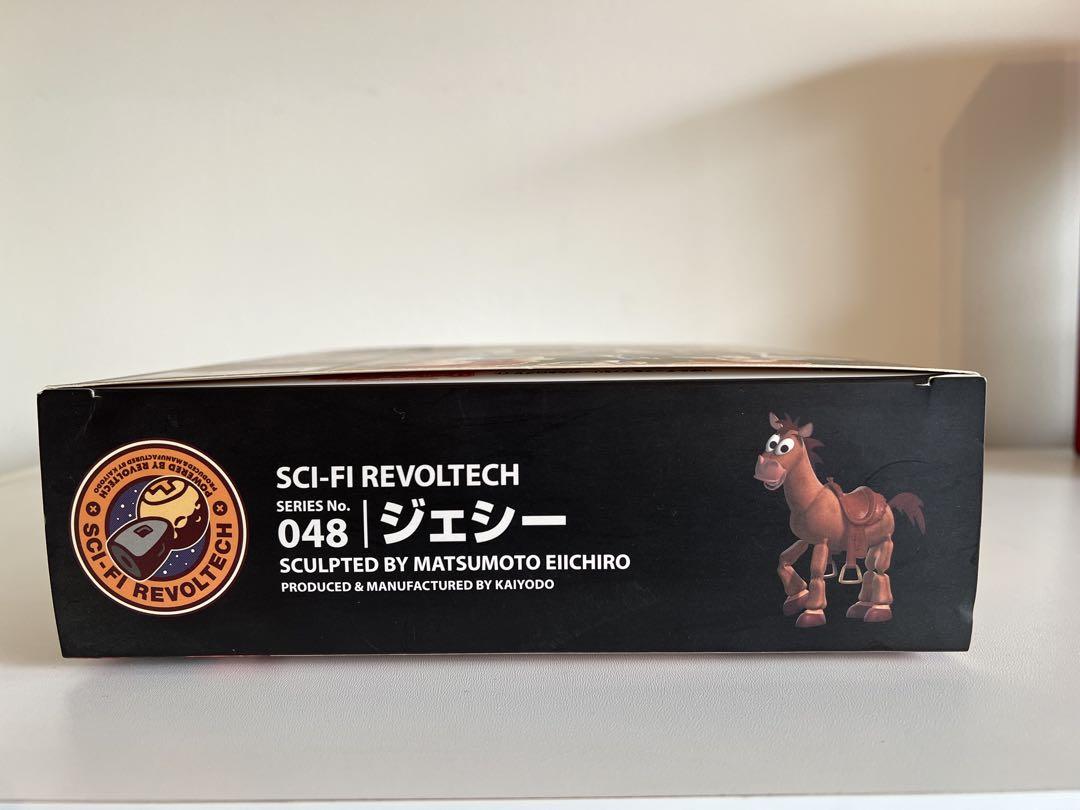 POWERED BY REVOLTECH
PRODUCED&MANUFACTURED BY KAIYODO
SCI-FI REVOLTECH
SCI-FI REVOLTECH
SERIES No.
048 | ジェシー
SCULPTED BY MATSUMOTO EIICHIRO
PRODUCED & MANUFACTURED BY KAIYODO